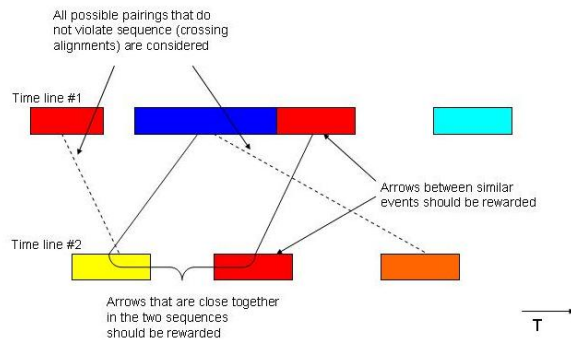 All possible pairings that do
not violate sequence (crossing
alignments) are considered
Time line #1
Arrows between similar
events should be rewarded
Time line #2
Arrows that are close together
in the two sequences
should be rewarded
T